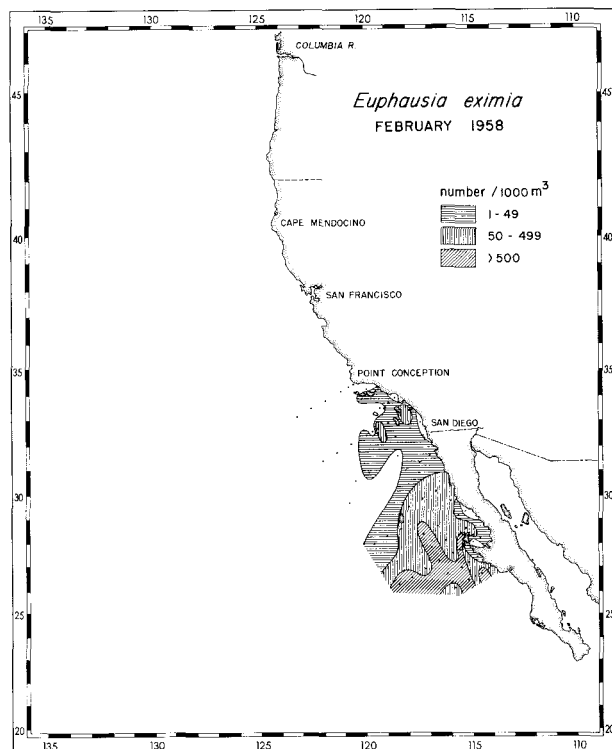 135 130 125 120 115 110
COLUMBIA R.
45 45
Euphausia eximia
FEBRUARY 1958
number / 1000 m³
1 - 49
50 - 499
>500
CAPE MENDOCINO
40 40
SAN FRANCISCO
POINT CONCEPTION
35 35
SAN DIEGO
30 30
25 25
20 20
135 130 125 120 115 110